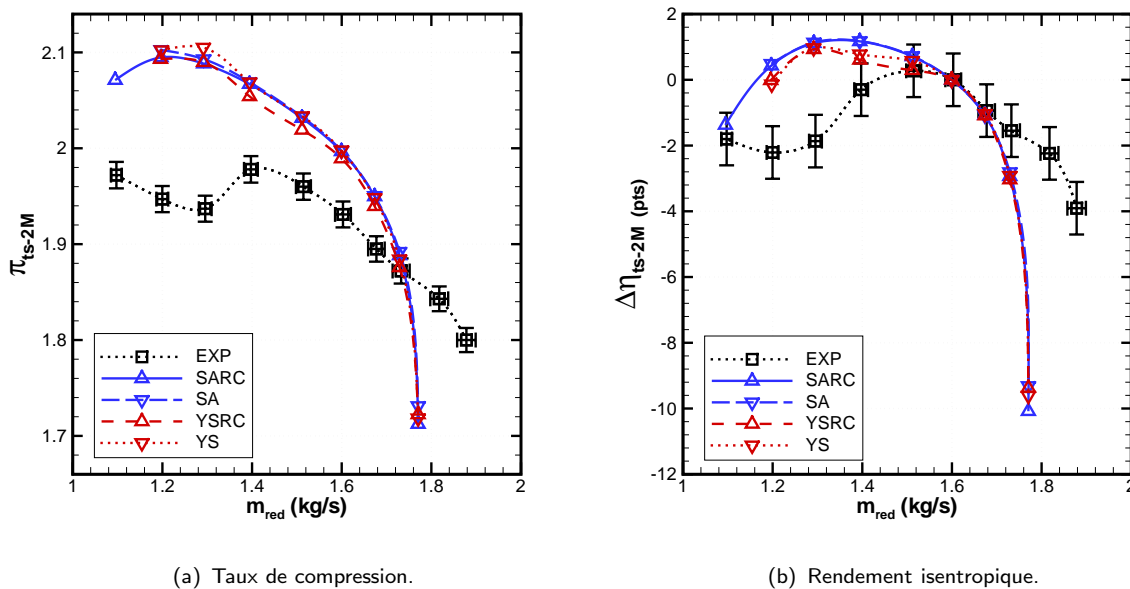 2.1
2
1.9
1.8
1.7
π_ts-2M
EXP
SARC
SA
YSRC
YS
1 1.2 1.4 1.6 1.8 2
m_red (kg/s)
(a) Taux de compression.
2
0
-2
-4
-6
-8
-10
-12
Δη_ts-2M (pts)
EXP
SARC
SA
YSRC
YS
1 1.2 1.4 1.6 1.8 2
m_red (kg/s)
(b) Rendement isentropique.